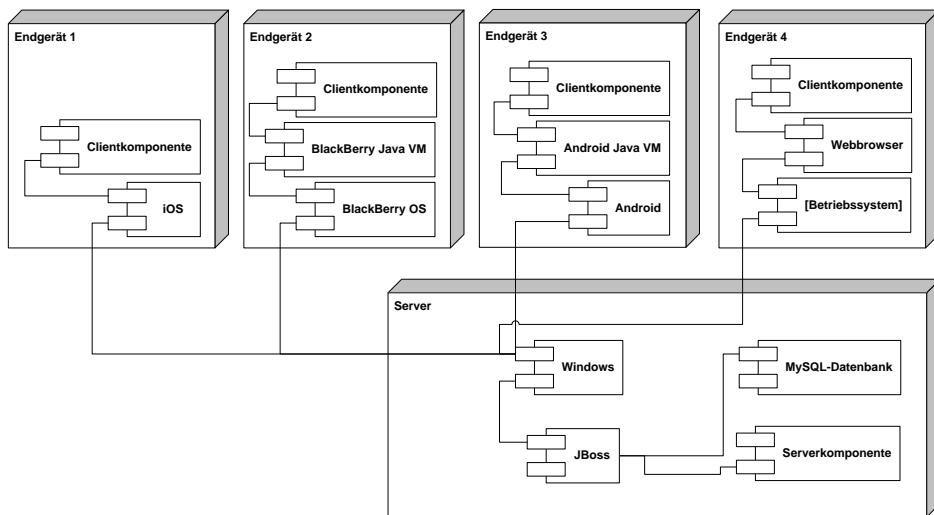 Endgerät 1
Clientkomponente
iOS
Endgerät 2
Clientkomponente
BlackBerry Java VM
BlackBerry OS
Endgerät 3
Clientkomponente
Android Java VM
Android
Endgerät 4
Clientkomponente
Webbrowser
[Betriebssystem]
Server
Windows
MySQL-Datenbank
JBoss
Serverkomponente